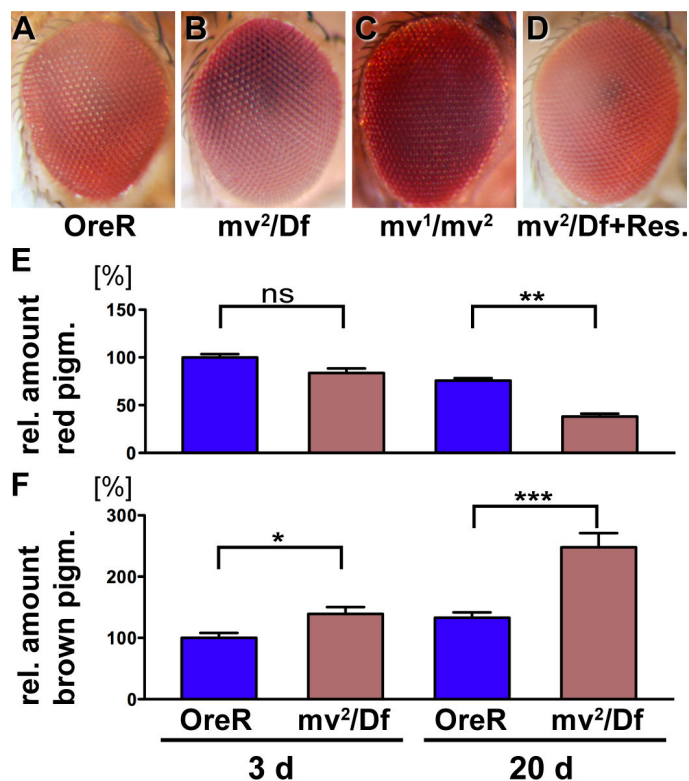 A B C D
OreR mv²/Df mv¹/mv² mv²/Df+Res.
E
[%]
rel. amount
red pigm.
150
100
50
0
ns
**
F
[%]
rel. amount
brown pigm.
300
200
100
0
*
***
OreR mv²/Df OreR mv²/Df
3 d 20 d